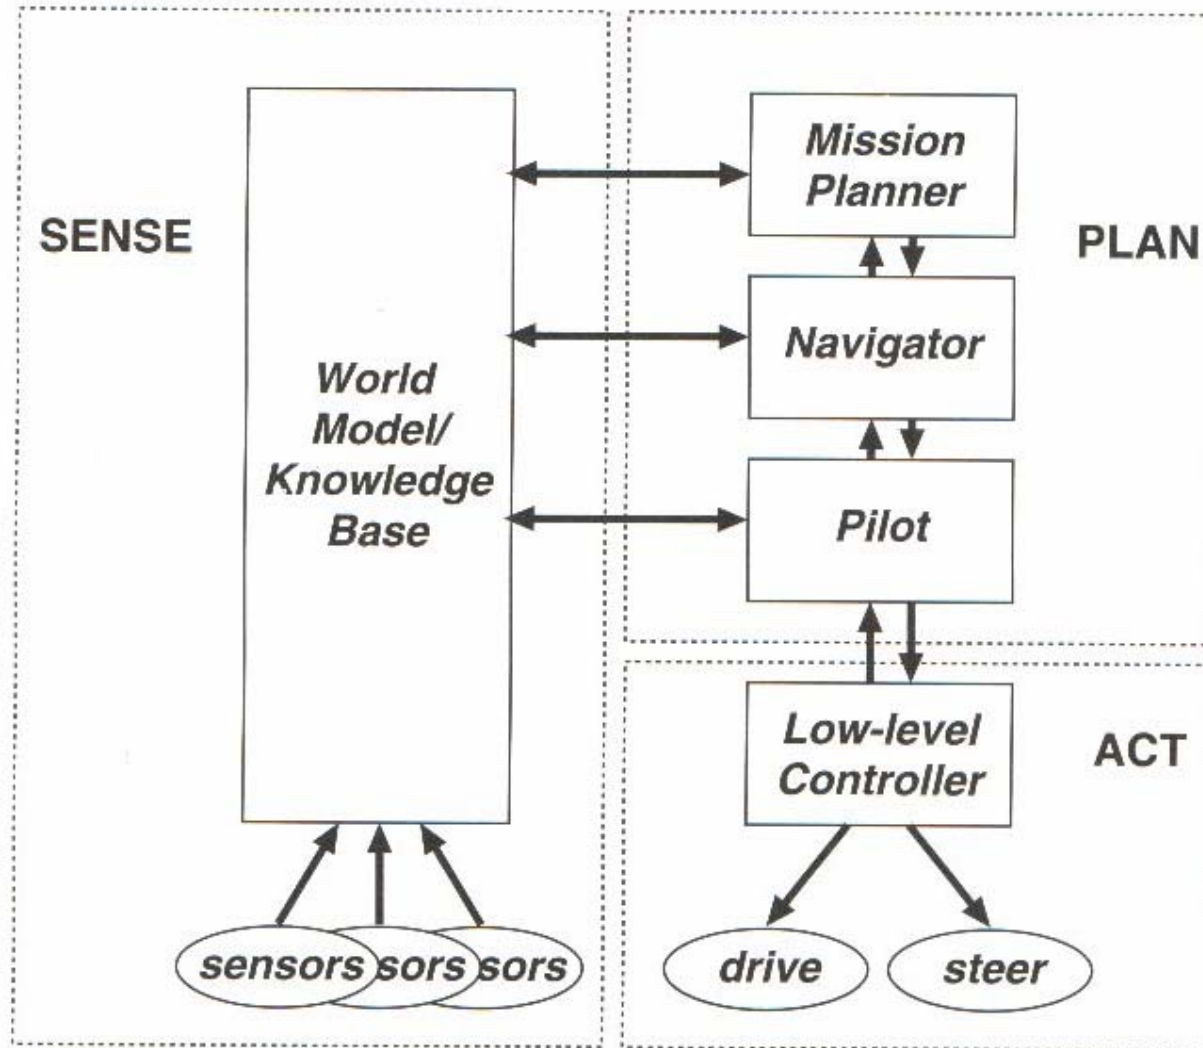 SENSE
World
Model/
Knowledge
Base
sensors
sors
sors
Mission
Planner
PLAN
Navigator
Pilot
Low-level
Controller
ACT
drive
steer